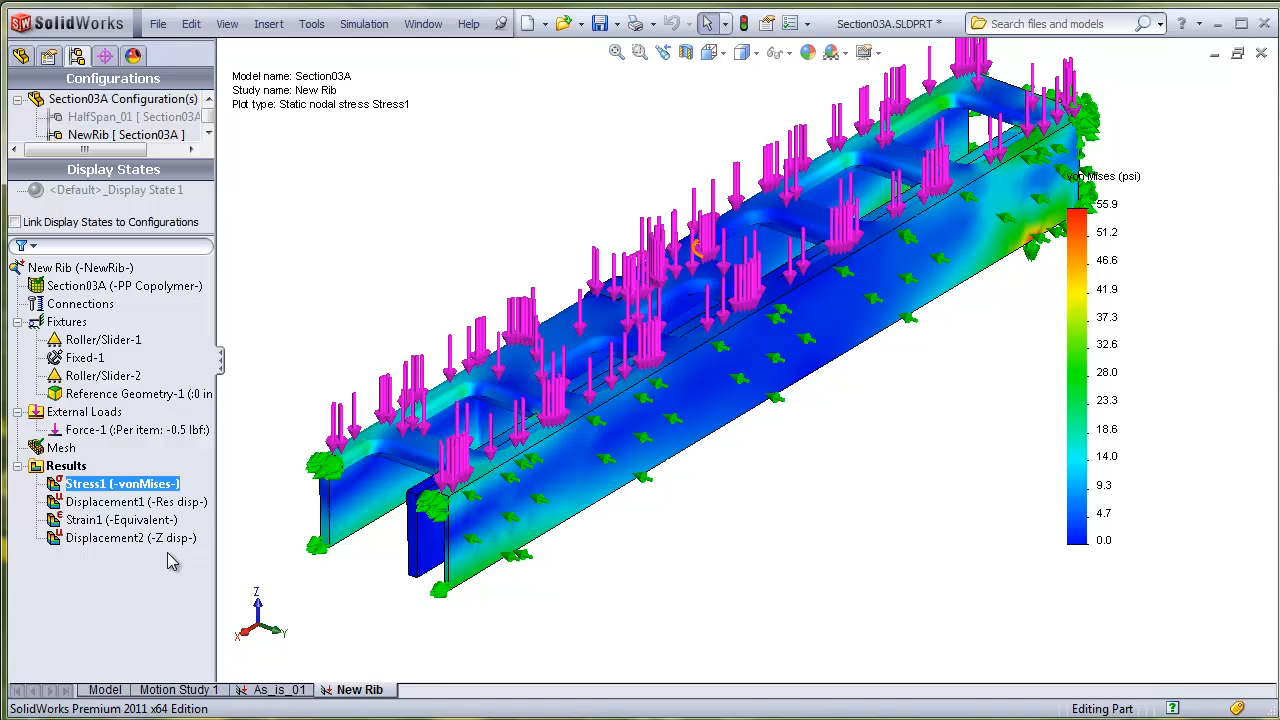 SolidWorks File Edit View Insert Tools Simulation Window Help Section03A.SLDPRT * Search files and models ?
Configurations
Section03A Configuration(s)
HalfSpan_01 [ Section03A
NewRib [ Section03A ]
Display States
<Default>_Display State 1
Link Display States to Configurations
New Rib (-NewRib-)
Section03A (-PP Copolymer-)
Connections
Fixtures
Roller/Slider-1
Fixed-1
Roller/Slider-2
Reference Geometry-1 (:0 in
External Loads
Force-1 (:Per item: -0.5 lbf:)
Mesh
Results
Stress1 (-vonMises-)
Displacement1 (-Res disp-)
Strain1 (-Equivalent-)
Displacement2 (-Z disp-)
Model name: Section03A
Study name: New Rib
Plot type: Static nodal stress Stress1
von Mises (psi)
55.9
51.2
46.6
41.9
37.3
32.6
28.0
23.3
18.6
14.0
9.3
4.7
0.0
Z
X
Y
Model Motion Study 1 As_is_01 New Rib
SolidWorks Premium 2011 x64 Edition Editing Part ?